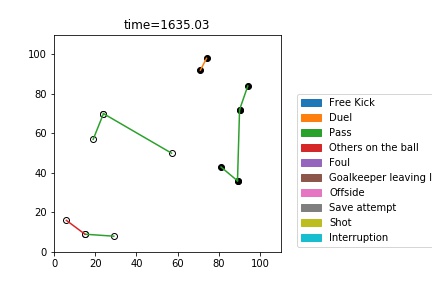 time=1635.03
100
80
60
40
20
0
0 20 40 60 80 100
Free Kick
Duel
Pass
Others on the ball
Foul
Goalkeeper leaving l
Offside
Save attempt
Shot
Interruption